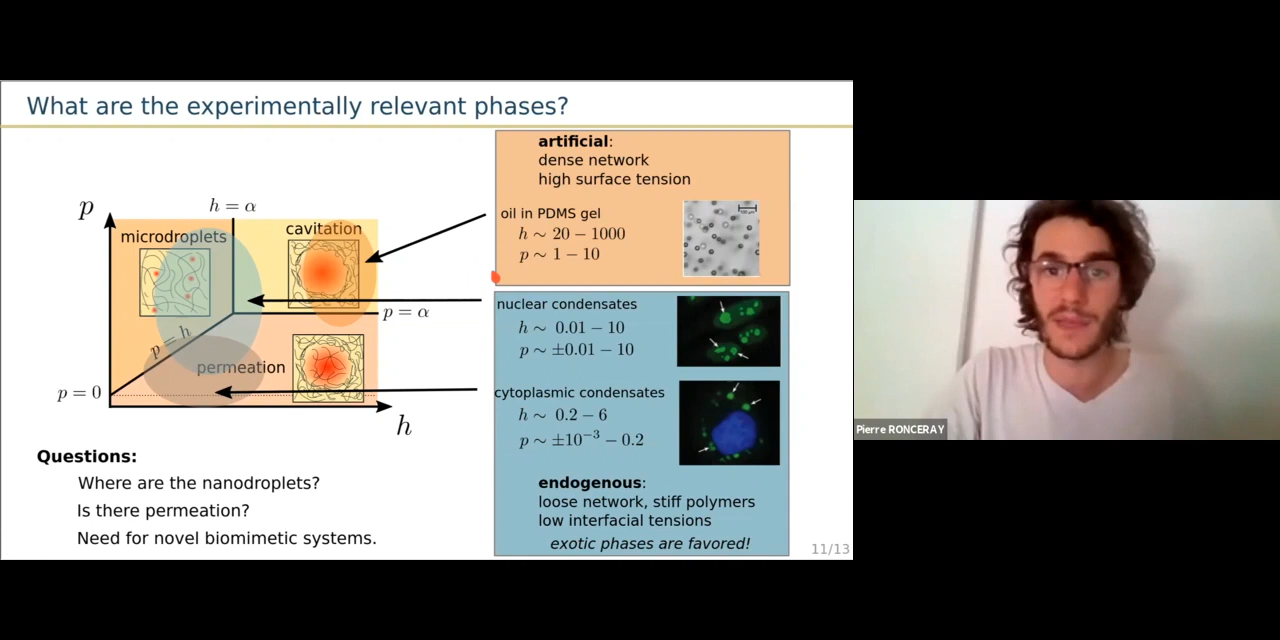 What are the experimentally relevant phases?
p
h = α
microdroplets
cavitation
p = h
p = α
permeation
p = 0
h
artificial:
dense network
high surface tension
oil in PDMS gel
h ∼ 20 − 1000
p ∼ 1 − 10
nuclear condensates
h ∼ 0.01 − 10
p ∼ ±0.01 − 10
cytoplasmic condensates
h ∼ 0.2 − 6
p ∼ ±10⁻³ − 0.2
endogenous:
loose network, stiff polymers
low interfacial tensions
exotic phases are favored!
Questions:
Where are the nanodroplets?
Is there permeation?
Need for novel biomimetic systems.
11/13
Pierre RONCERAY